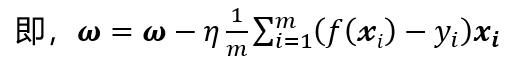 即，𝝎 = 𝝎 − η 1/m ∑_{i=1}^{m} (f(𝒙_i) − y_i)𝒙_𝒊